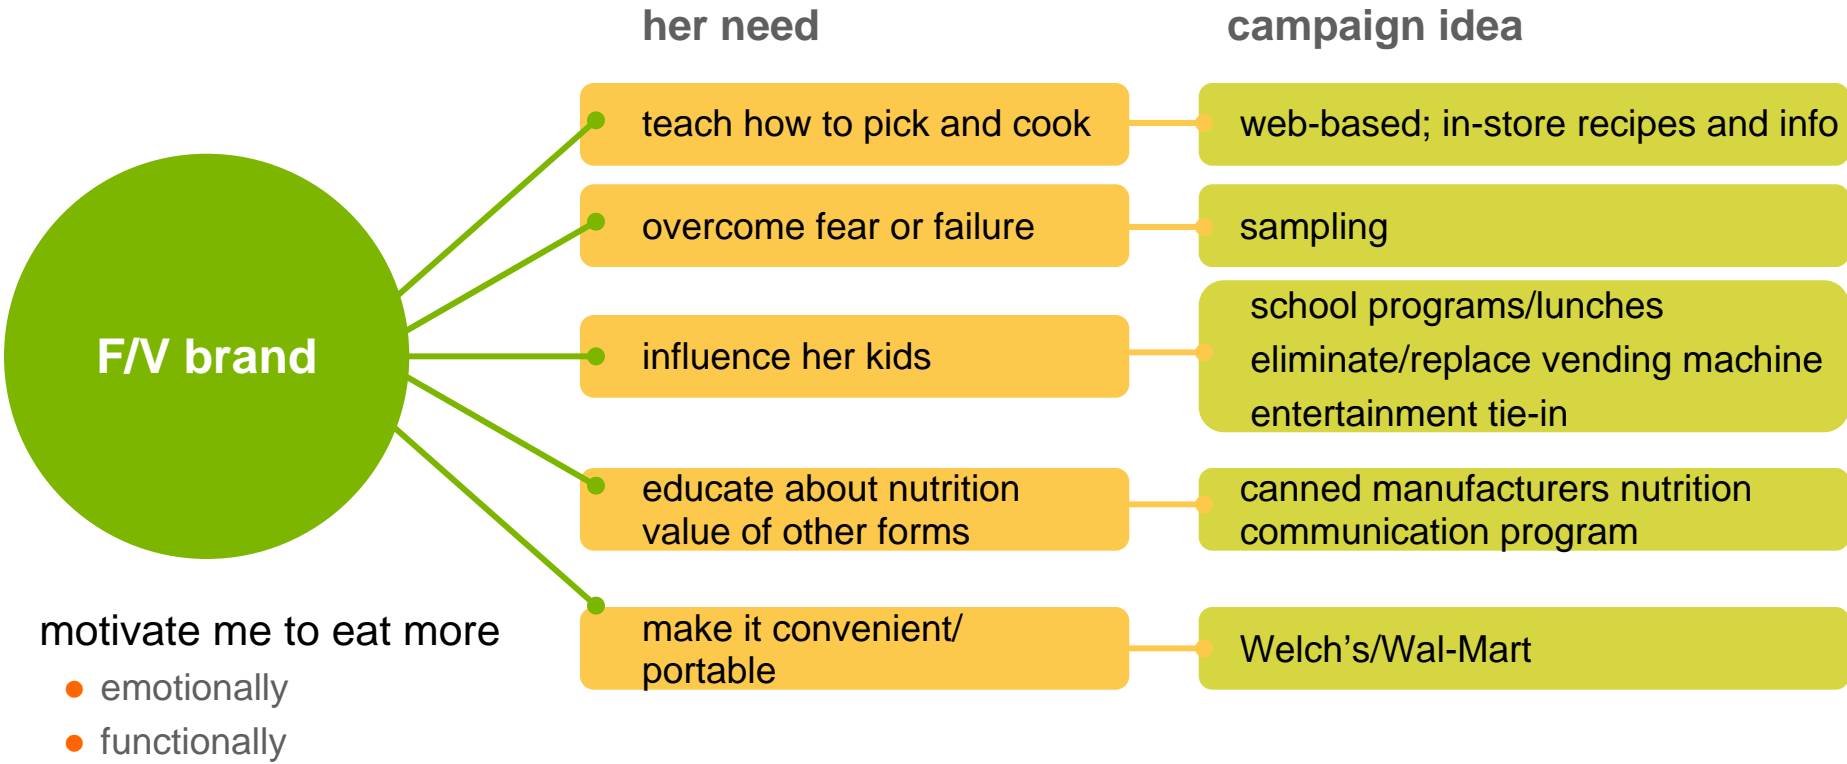 her need
campaign idea
teach how to pick and cook
web-based; in-store recipes and info
overcome fear or failure
sampling
F/V brand
influence her kids
school programs/lunches
eliminate/replace vending machine
entertainment tie-in
educate about nutrition
value of other forms
canned manufacturers nutrition
communication program
make it convenient/
portable
Welch's/Wal-Mart
motivate me to eat more
● emotionally
● functionally